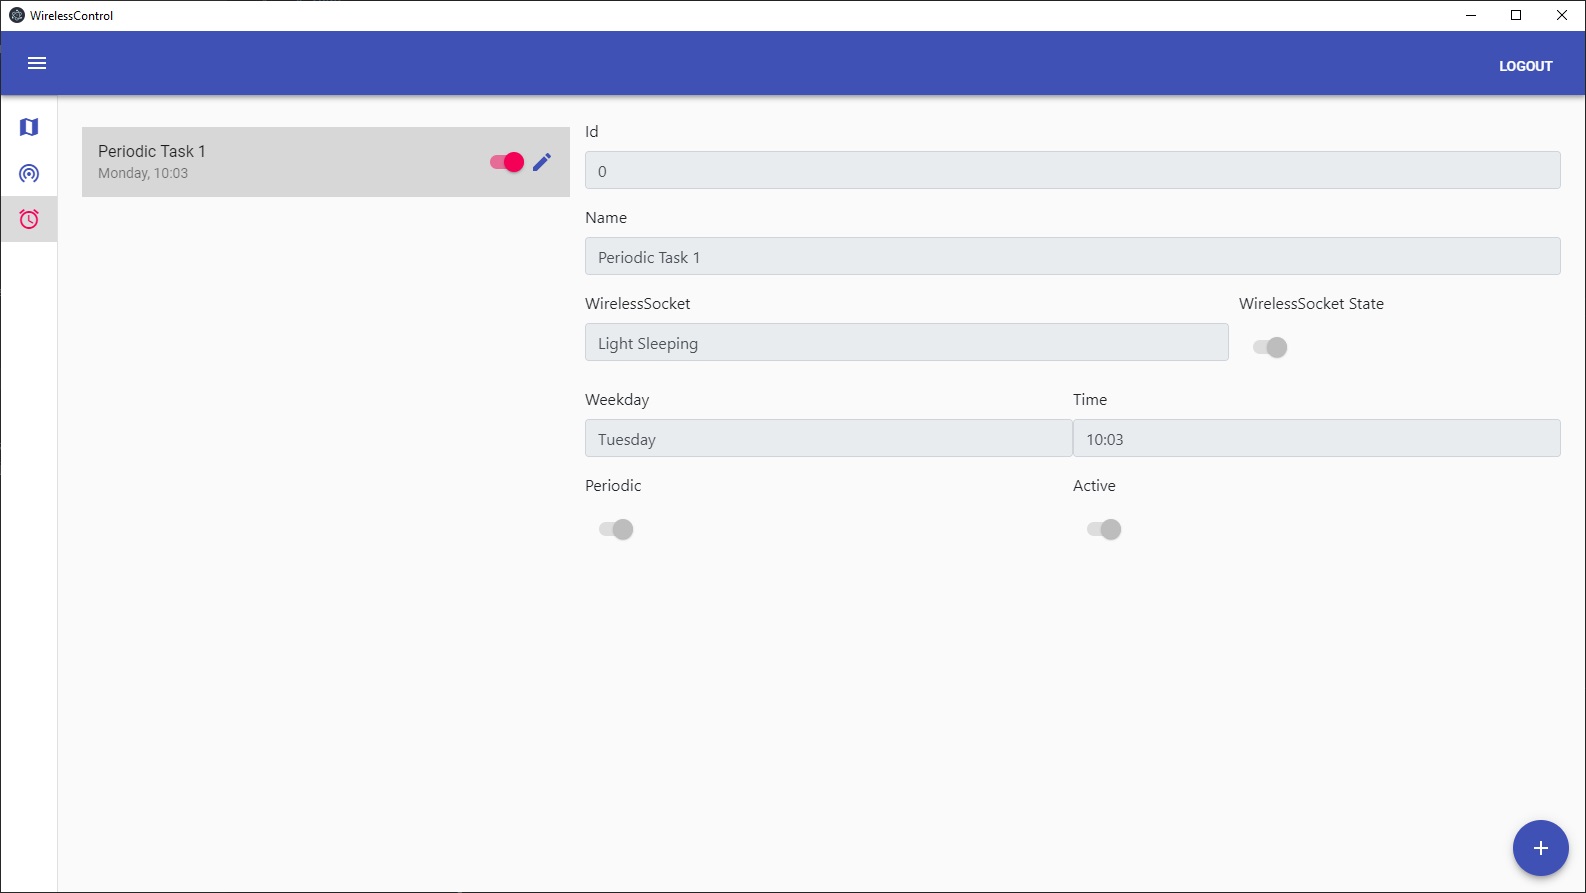 WirelessControl
LOGOUT
Periodic Task 1
Monday, 10:03
Id
0
Name
Periodic Task 1
WirelessSocket
WirelessSocket State
Light Sleeping
Weekday
Time
Tuesday
10:03
Periodic
Active